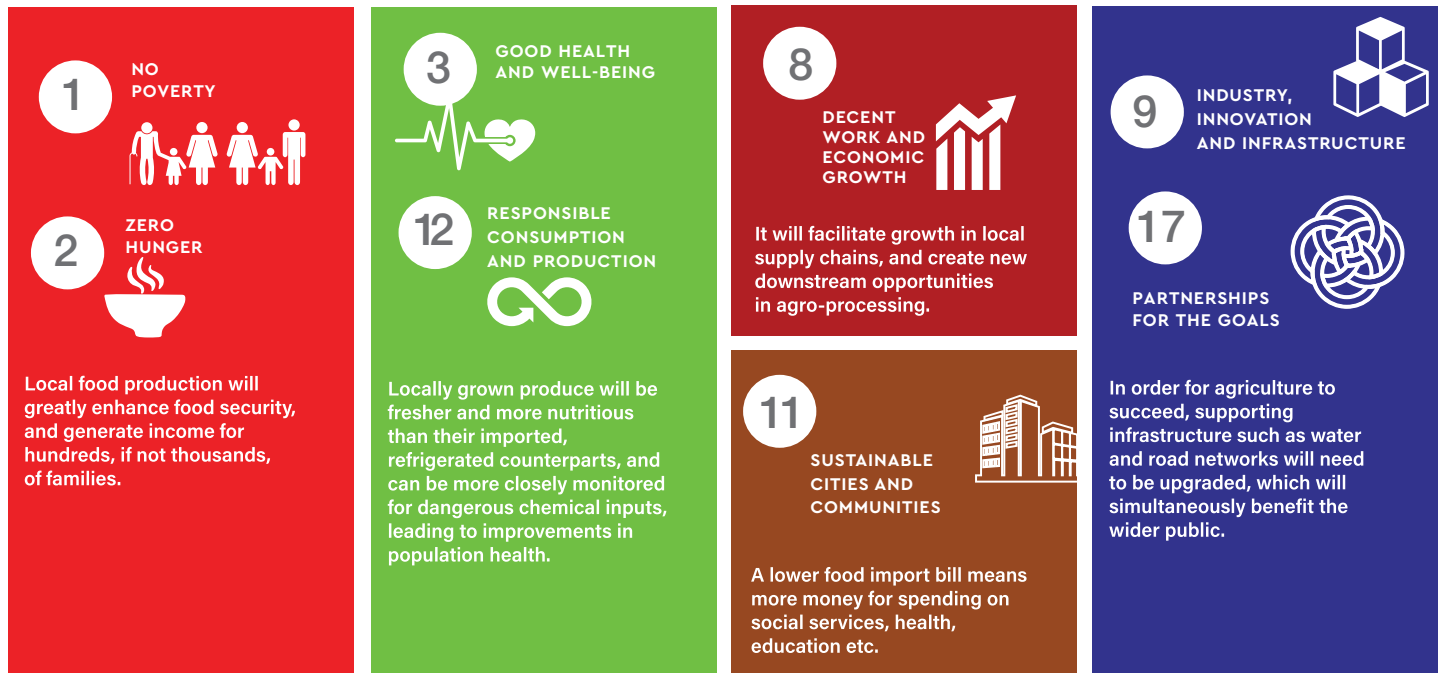 1
NO
POVERTY
2
ZERO
HUNGER
Local food production will
greatly enhance food security,
and generate income for
hundreds, if not thousands,
of families.
3
GOOD HEALTH
AND WELL-BEING
12
RESPONSIBLE
CONSUMPTION
AND PRODUCTION
Locally grown produce will be
fresher and more nutritious
than their imported,
refrigerated counterparts, and
can be more closely monitored
for dangerous chemical inputs,
leading to improvements in
population health.
8
DECENT
WORK AND
ECONOMIC
GROWTH
It will facilitate growth in local
supply chains, and create new
downstream opportunities
in agro-processing.
11
SUSTAINABLE
CITIES AND
COMMUNITIES
A lower food import bill means
more money for spending on
social services, health,
education etc.
9
INDUSTRY,
INNOVATION
AND INFRASTRUCTURE
17
PARTNERSHIPS
FOR THE GOALS
In order for agriculture to
succeed, supporting
infrastructure such as water
and road networks will need
to be upgraded, which will
simultaneously benefit the
wider public.